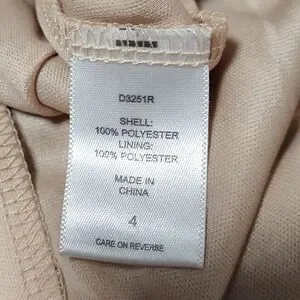 D3251R
SHELL:
100% POLYESTER
LINING:
100% POLYESTER
MADE IN
CHINA
4
CARE ON REVERSE